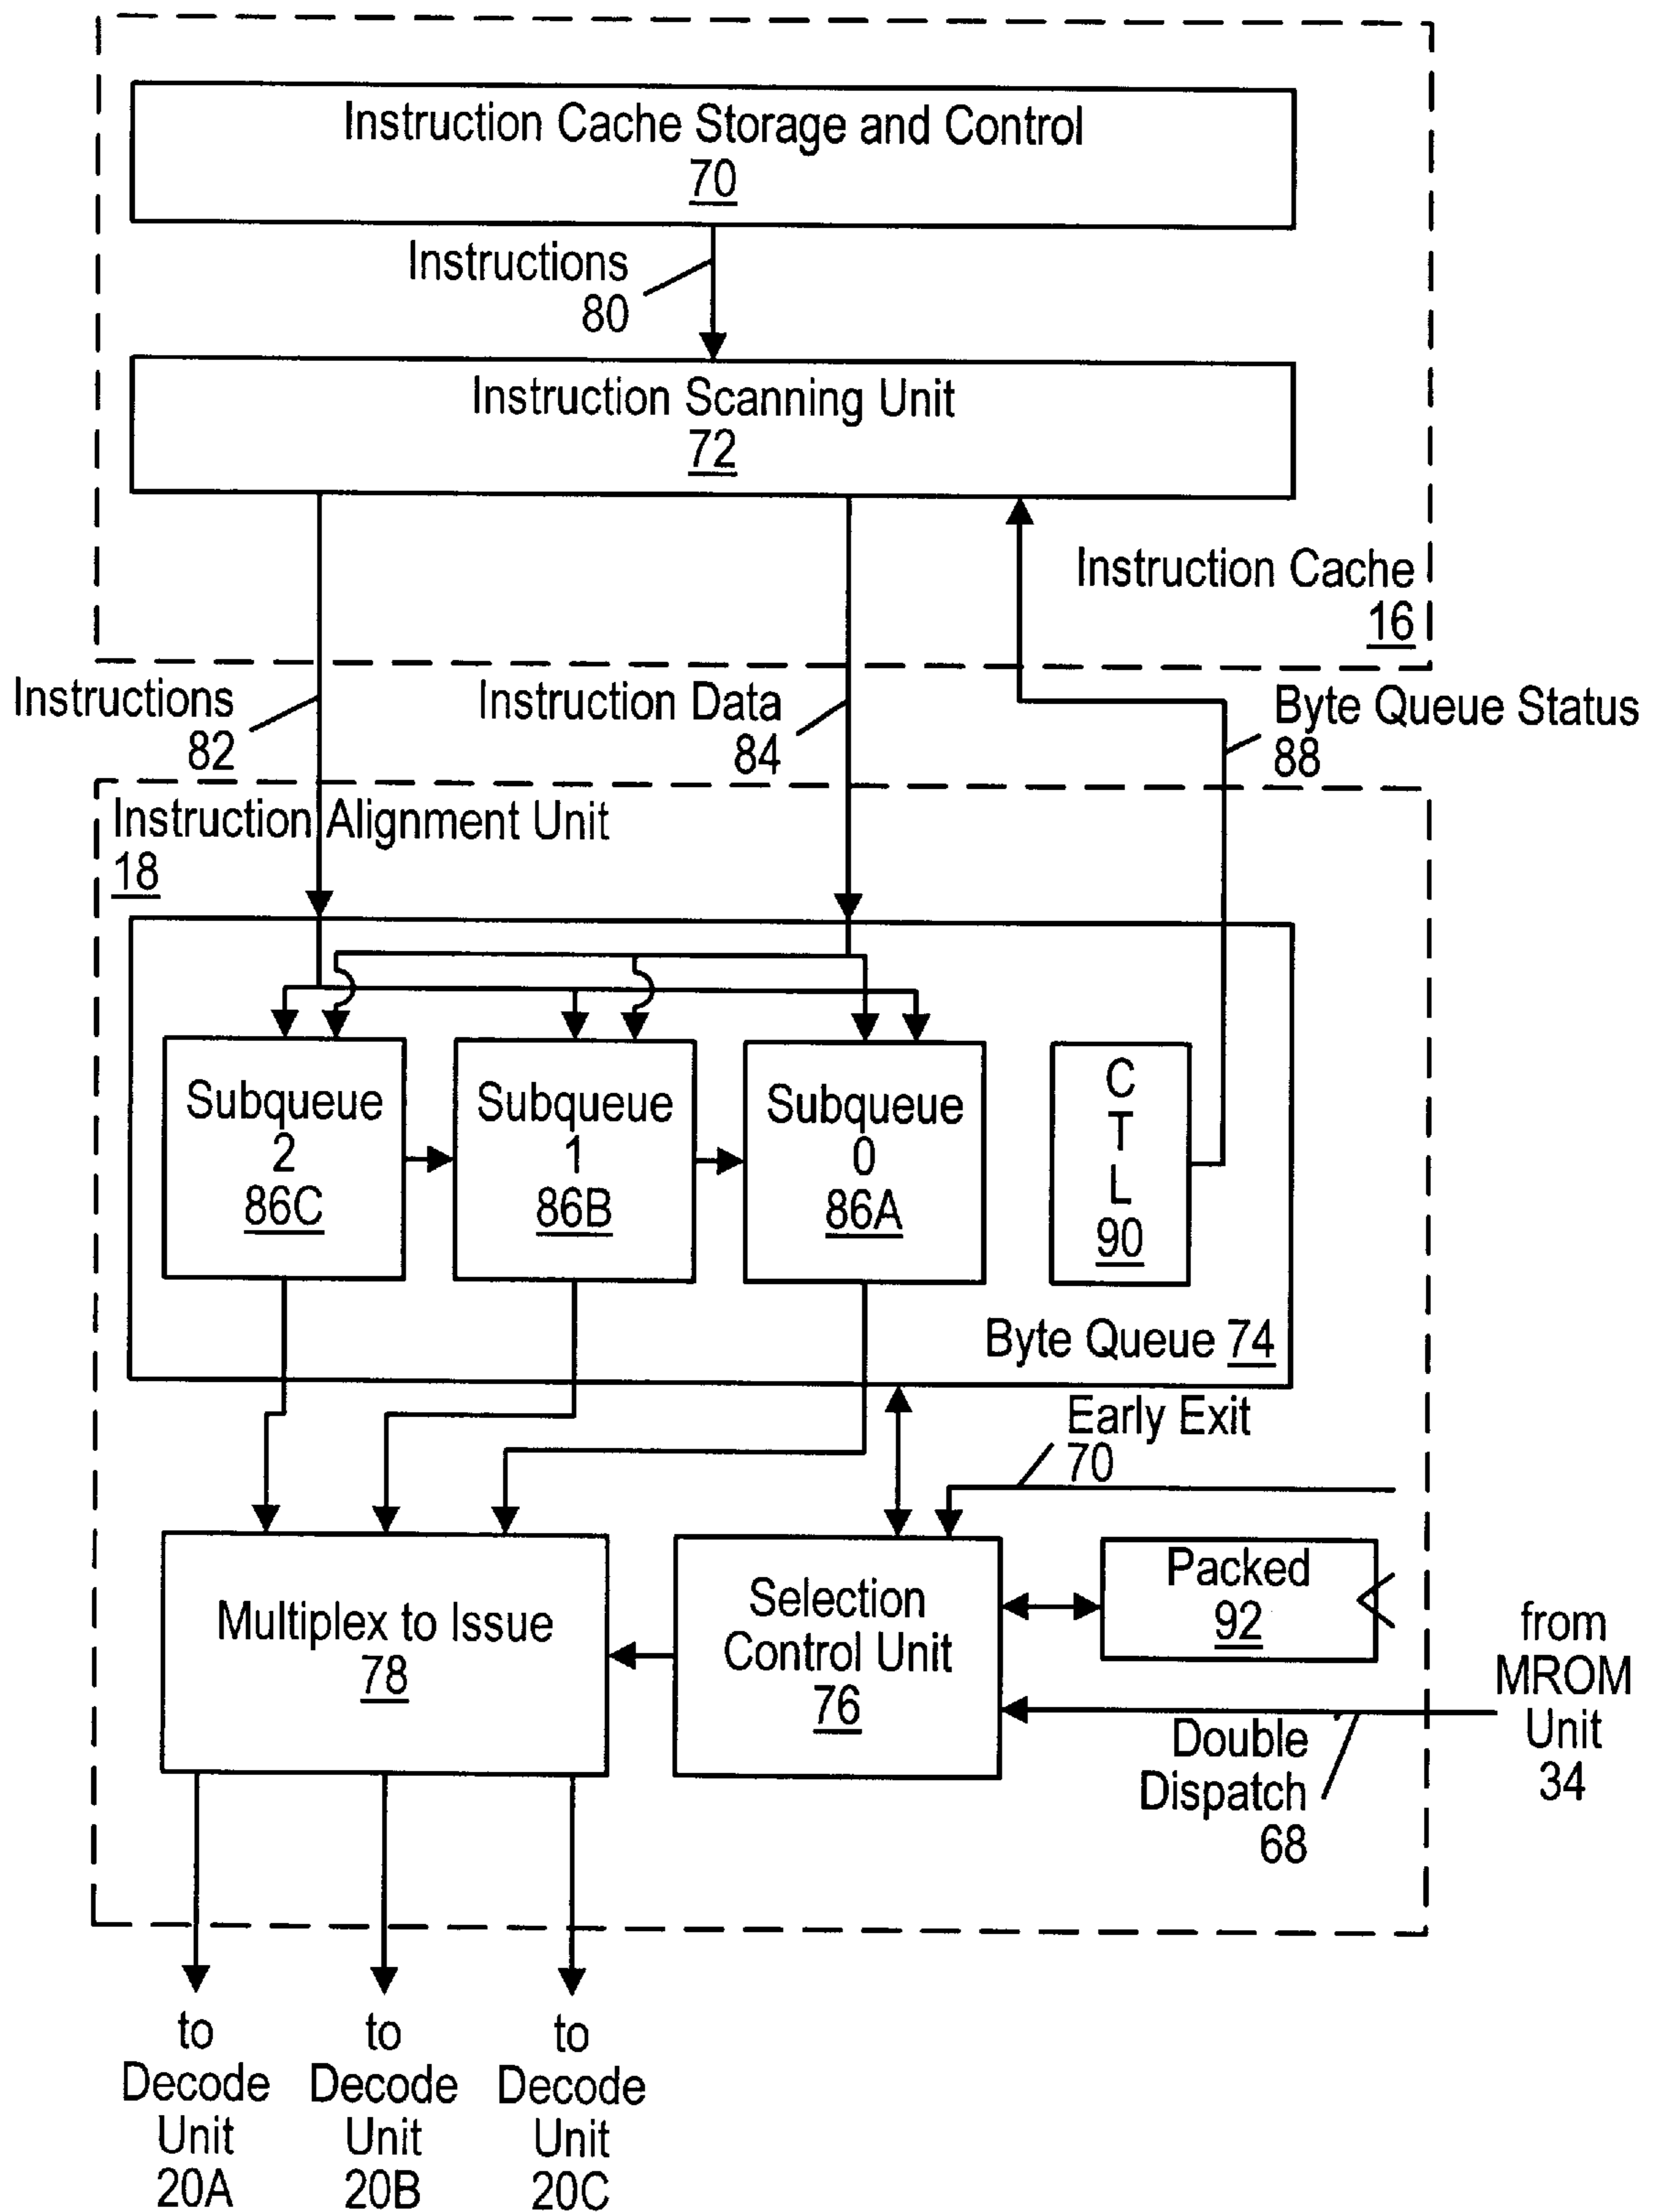 Instruction Cache Storage and Control
70
Instructions
80
Instruction Scanning Unit
72
Instruction Cache
16
Instructions
82
Instruction Data
84
Byte Queue Status
88
Instruction Alignment Unit
18
Subqueue
2
86C
Subqueue
1
86B
Subqueue
0
86A
C
T
L
90
Byte Queue 74
Early Exit
70
Multiplex to Issue
78
Selection
Control Unit
76
Packed
92
from
MROM
Unit
34
Double
Dispatch
68
to
Decode
Unit
20A
to
Decode
Unit
20B
to
Decode
Unit
20C